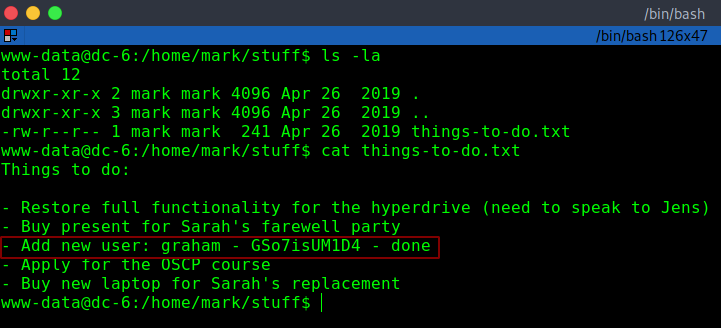 /bin/bash
/bin/bash 126x47
www-data@dc-6:/home/mark/stuff$ ls -la
total 12
drwxr-xr-x 2 mark mark 4096 Apr 26  2019 .
drwxr-xr-x 3 mark mark 4096 Apr 26  2019 ..
-rw-r--r-- 1 mark mark  241 Apr 26  2019 things-to-do.txt
www-data@dc-6:/home/mark/stuff$ cat things-to-do.txt
Things to do:
- Restore full functionality for the hyperdrive (need to speak to Jens)
- Buy present for Sarah's farewell party
- Add new user: graham - GSo7isUM1D4 - done
- Apply for the OSCP course
- Buy new laptop for Sarah's replacement
www-data@dc-6:/home/mark/stuff$